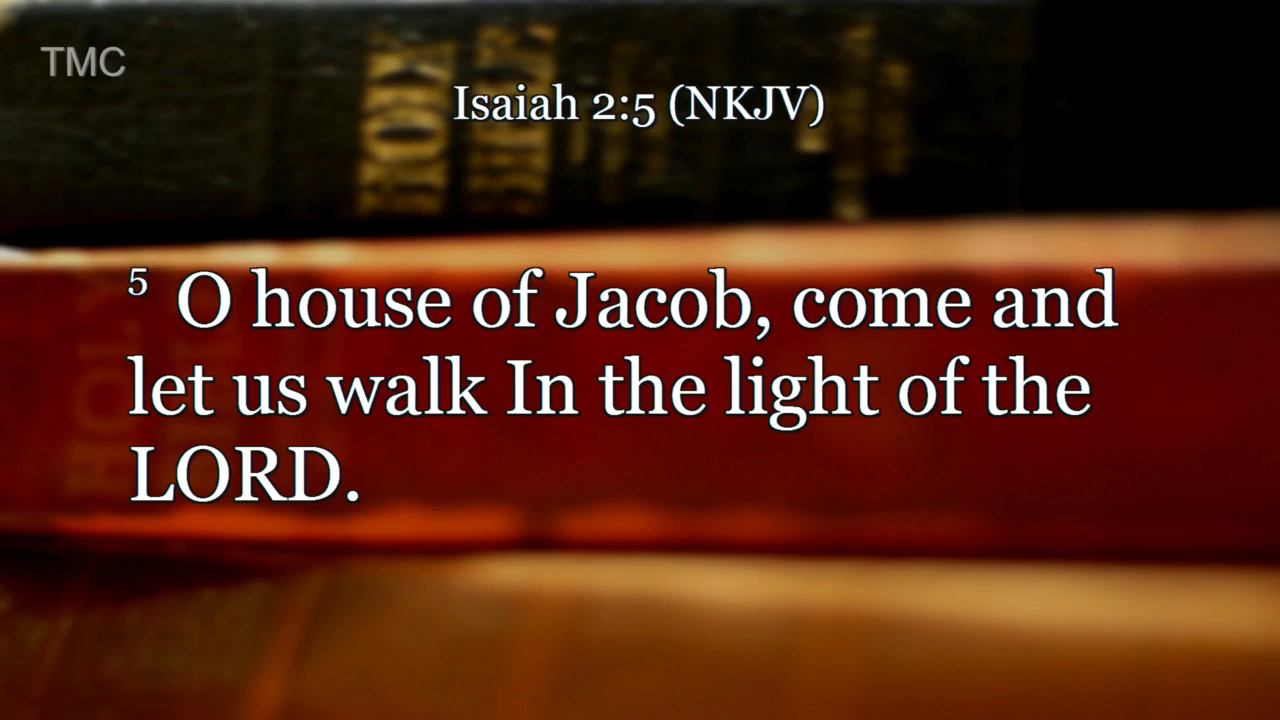 TMC
Isaiah 2:5 (NKJV)
5 O house of Jacob, come and
let us walk In the light of the
LORD.
HOLY